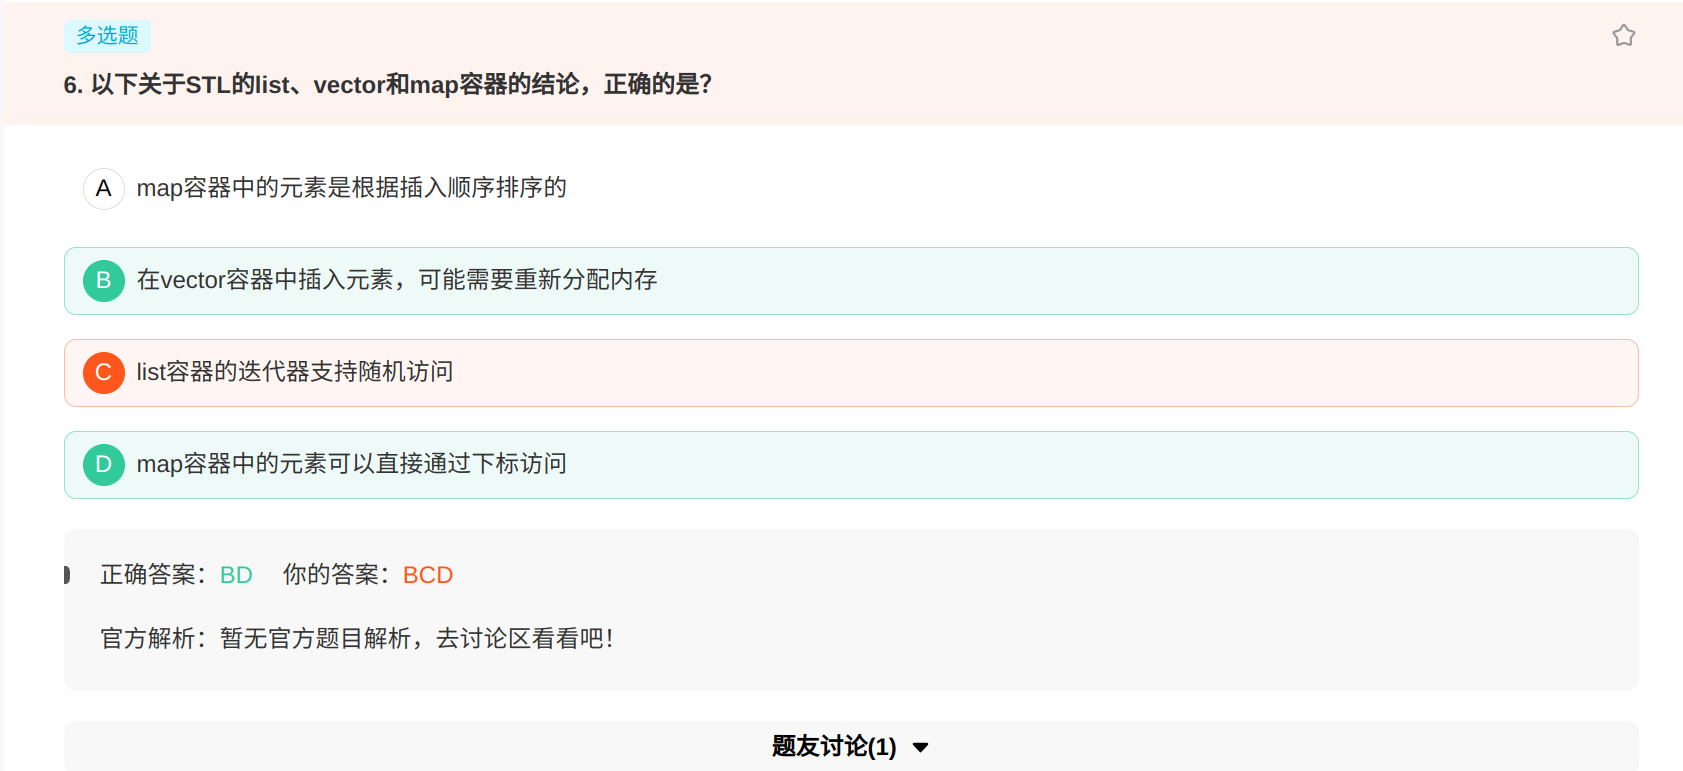 多选题
6. 以下关于STL的list、vector和map容器的结论，正确的是？
A map容器中的元素是根据插入顺序排序的
B 在vector容器中插入元素，可能需要重新分配内存
C list容器的迭代器支持随机访问
D map容器中的元素可以直接通过下标访问
正确答案：BD 你的答案：BCD
官方解析：暂无官方题目解析，去讨论区看看吧！
题友讨论(1)